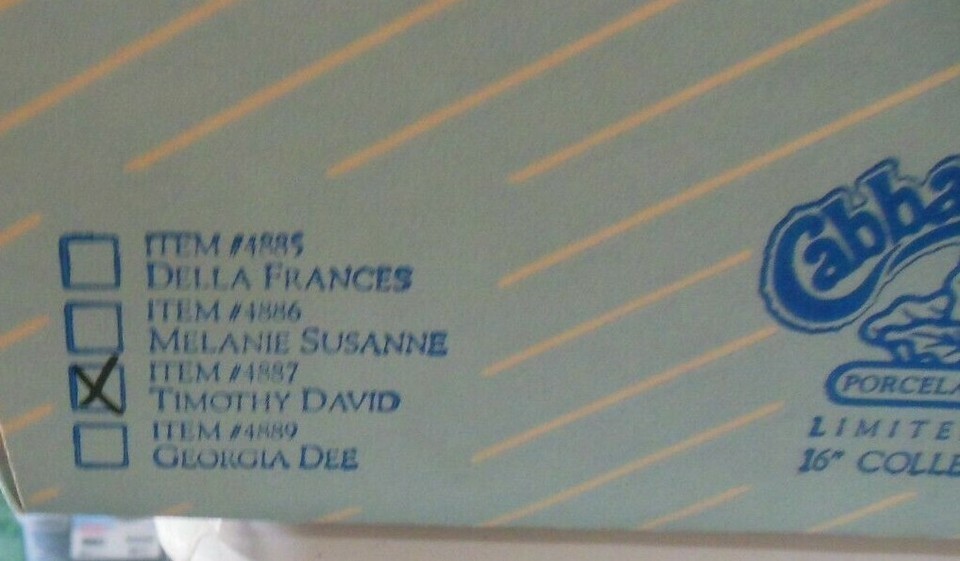 ITEM #4885
DELLA FRANCES
ITEM #4886
MELANIE SUSANNE
ITEM #4887
TIMOTHY DAVID
ITEM #4889
GEORGIA DEE
Cabba
PORCELA
LIMITE
16" COLLE